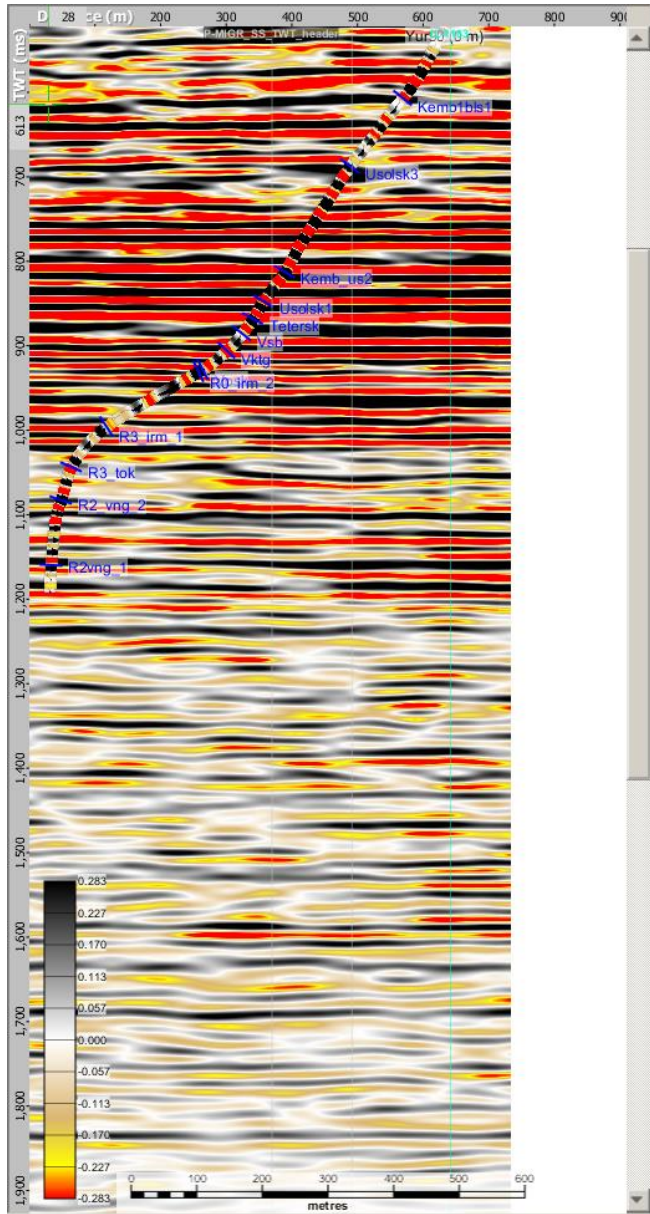 28 ce (m) 200 300 400 500 600 700 800 900
P-MIGR_SS_TWT_header
TWT (ms)
Kemb1bls1
613
Usolsk3
700
800
Kemb_us2
Usolsk1
Tetersk
Vsb
900
Vktg
R0_irm_2
R3_irm_1
1,000
R3_tok
R2_vng_2
1,100
R2vng_1
1,200
1,300
1,400
1,500
0.283
0.227
0.170
0.113
0.057
0.000
-0.057
-0.113
-0.170
-0.227
-0.283
1,600
1,700
1,800
1,900
0 100 200 300 400 500 600
metres